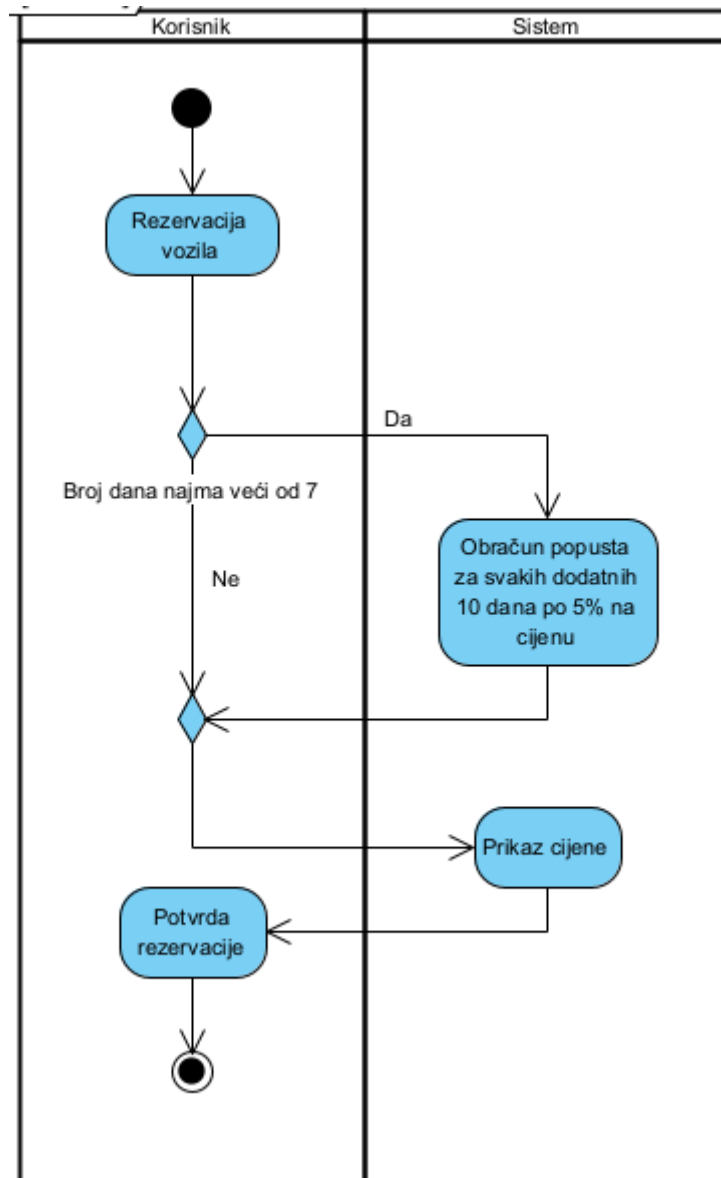 Korisnik
Sistem
Rezervacija
vozila
Da
Broj dana najma veći od 7
Ne
Obračun popusta
za svakih dodatnih
10 dana po 5% na
cijenu
Prikaz cijene
Potvrda
rezervacije